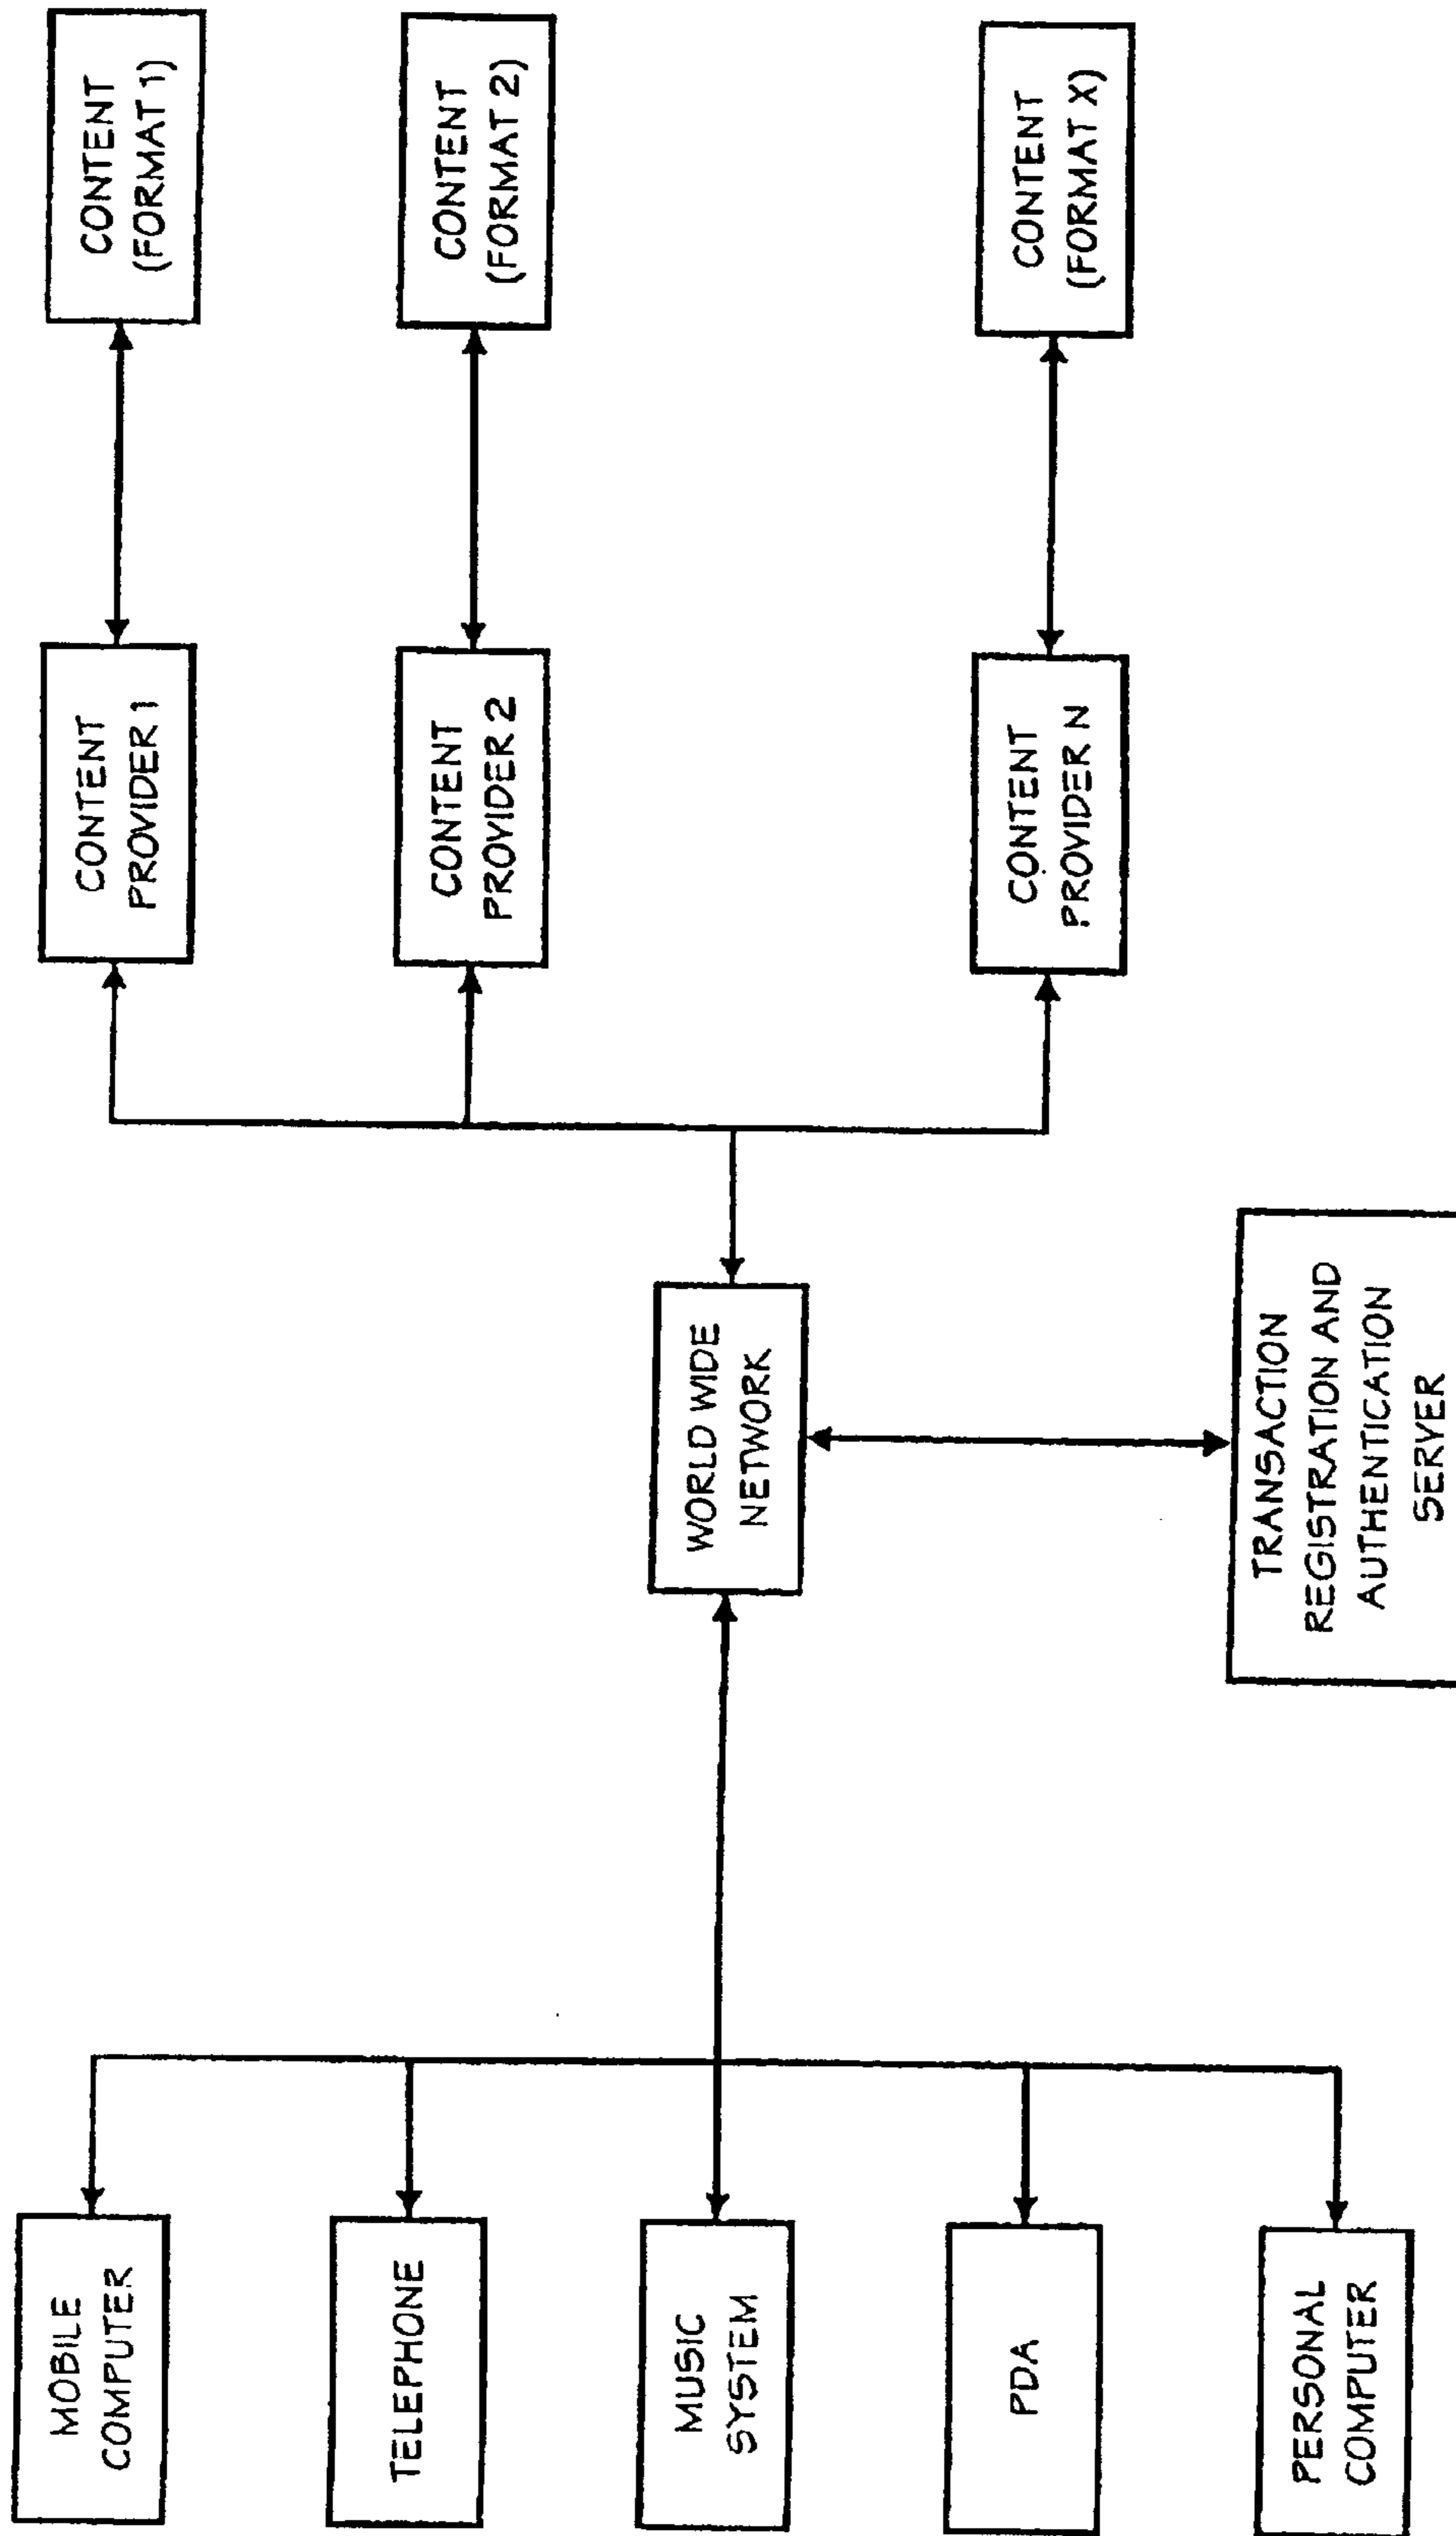 MOBILE
COMPUTER
TELEPHONE
MUSIC
SYSTEM
PDA
PERSONAL
COMPUTER
WORLD WIDE
NETWORK
TRANSACTION
REGISTRATION AND
AUTHENTICATION
SERVER
CONTENT
PROVIDER 1
CONTENT
PROVIDER 2
CONTENT
PROVIDER N
CONTENT
(FORMAT 1)
CONTENT
(FORMAT 2)
CONTENT
(FORMAT X)